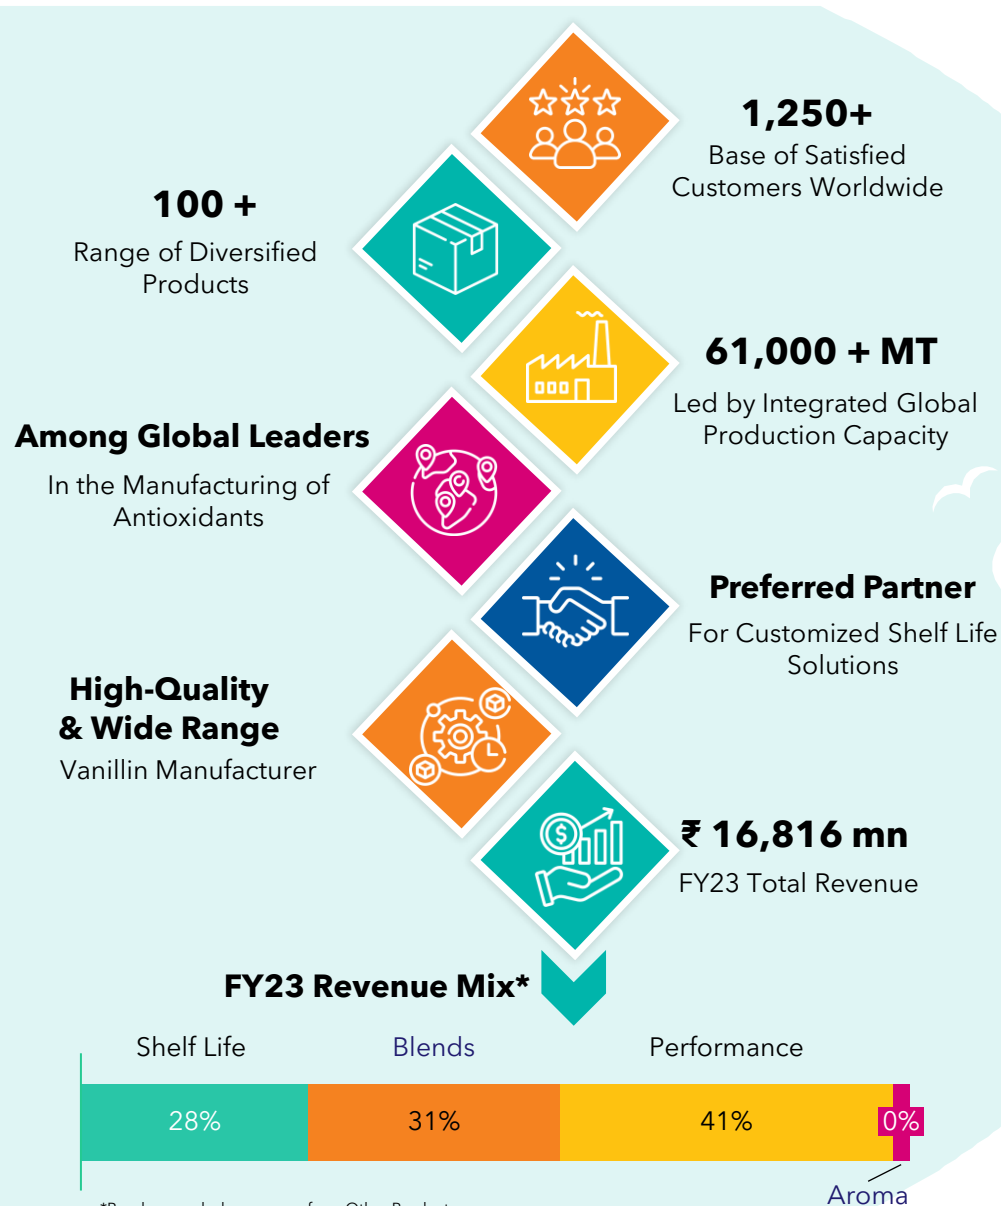 1,250+
Base of Satisfied
Customers Worldwide
100 +
Range of Diversified
Products
61,000 + MT
Led by Integrated Global
Production Capacity
Among Global Leaders
In the Manufacturing of
Antioxidants
Preferred Partner
For Customized Shelf Life
Solutions
High-Quality
& Wide Range
Vanillin Manufacturer
₹ 16,816 mn
FY23 Total Revenue
FY23 Revenue Mix*
Shelf Life Blends Performance
28% 31% 41% 0%
Aroma